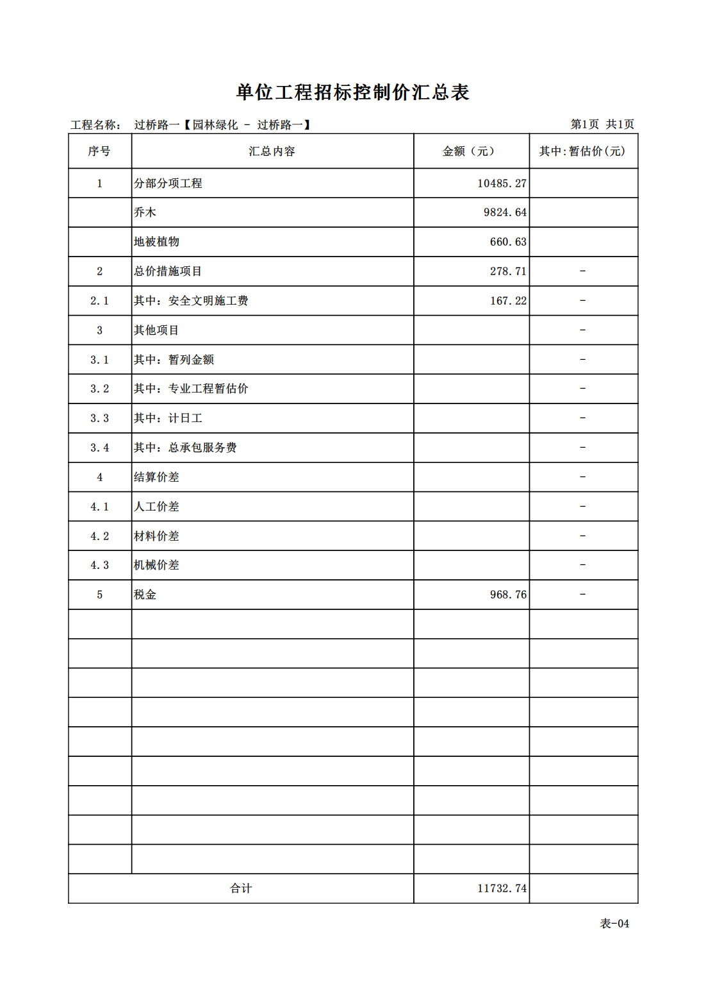 单位工程招标控制价汇总表
工程名称： 过桥路一【园林绿化 - 过桥路一】 第1页 共1页
序号 汇总内容 金额（元） 其中:暂估价(元)
1 分部分项工程 10485.27
乔木 9824.64
地被植物 660.63
2 总价措施项目 278.71 -
2.1 其中：安全文明施工费 167.22 -
3 其他项目 -
3.1 其中：暂列金额 -
3.2 其中：专业工程暂估价 -
3.3 其中：计日工 -
3.4 其中：总承包服务费 -
4 结算价差 -
4.1 人工价差 -
4.2 材料价差 -
4.3 机械价差 -
5 税金 968.76 -
合计 11732.74
表-04